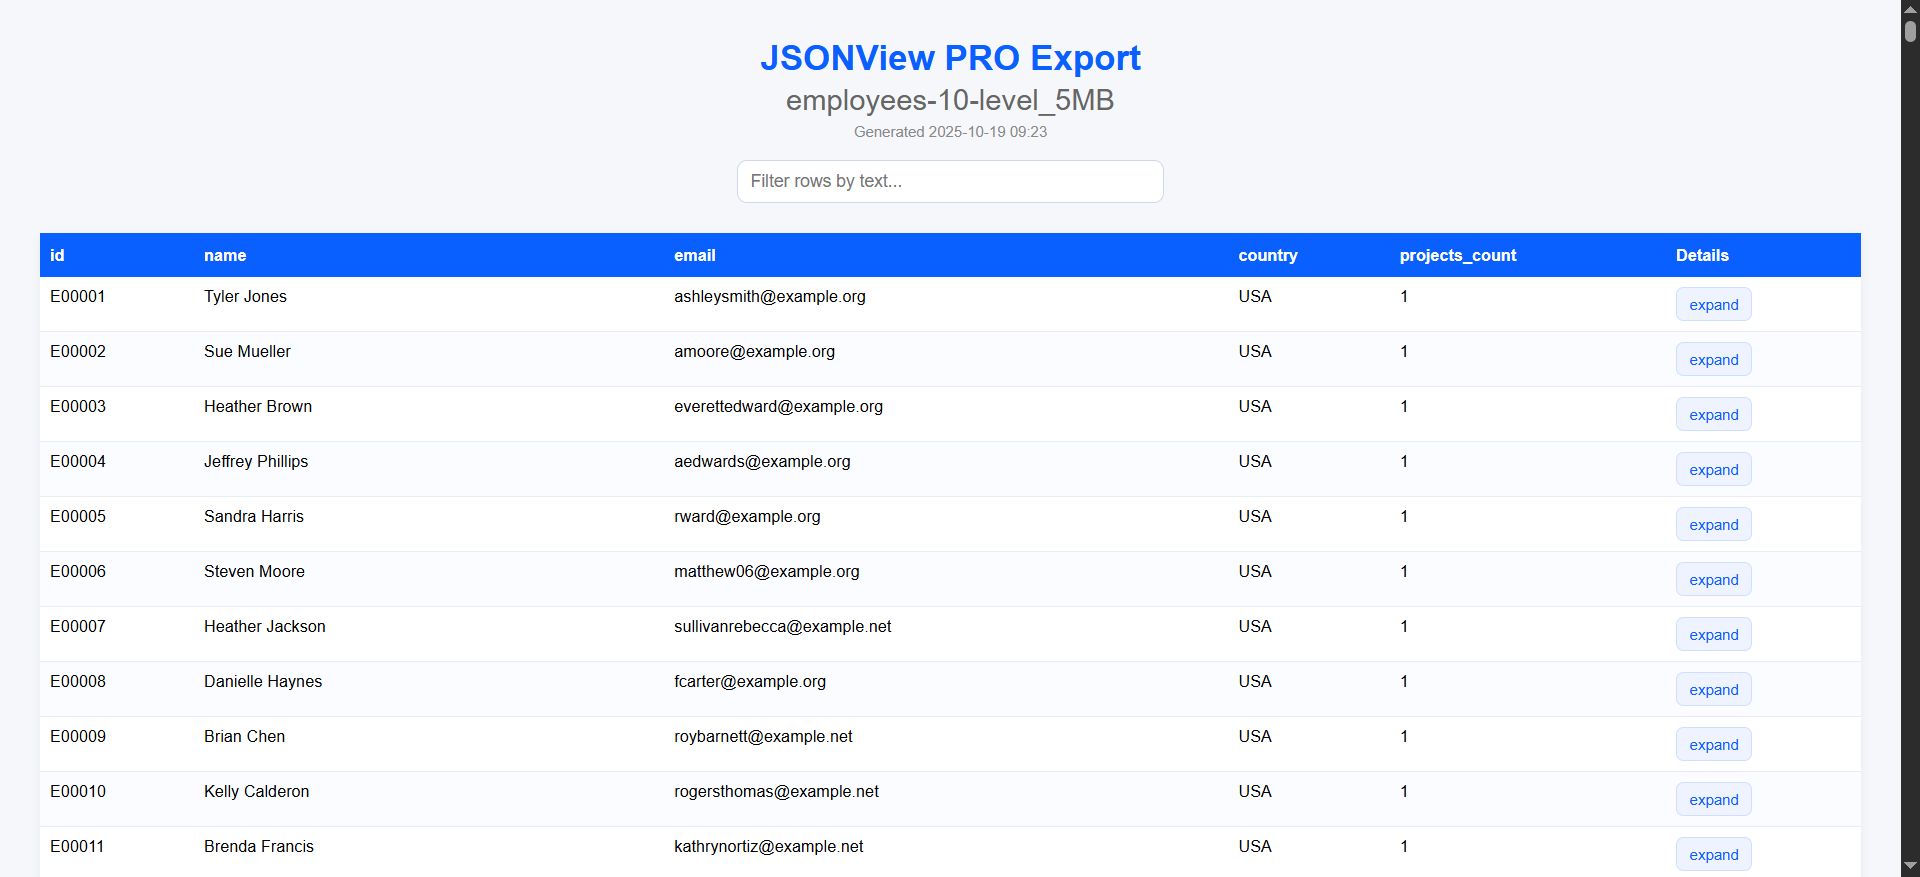 JSONView PRO Export
employees-10-level_5MB
Generated 2025-10-19 09:23
Filter rows by text...
id name email country projects_count Details
E00001 Tyler Jones ashleysmith@example.org USA 1 expand
E00002 Sue Mueller amoore@example.org USA 1 expand
E00003 Heather Brown everettedward@example.org USA 1 expand
E00004 Jeffrey Phillips aedwards@example.org USA 1 expand
E00005 Sandra Harris rward@example.org USA 1 expand
E00006 Steven Moore matthew06@example.org USA 1 expand
E00007 Heather Jackson sullivanrebecca@example.net USA 1 expand
E00008 Danielle Haynes fcarter@example.org USA 1 expand
E00009 Brian Chen roybarnett@example.net USA 1 expand
E00010 Kelly Calderon rogersthomas@example.net USA 1 expand
E00011 Brenda Francis kathrynortiz@example.net USA 1 expand